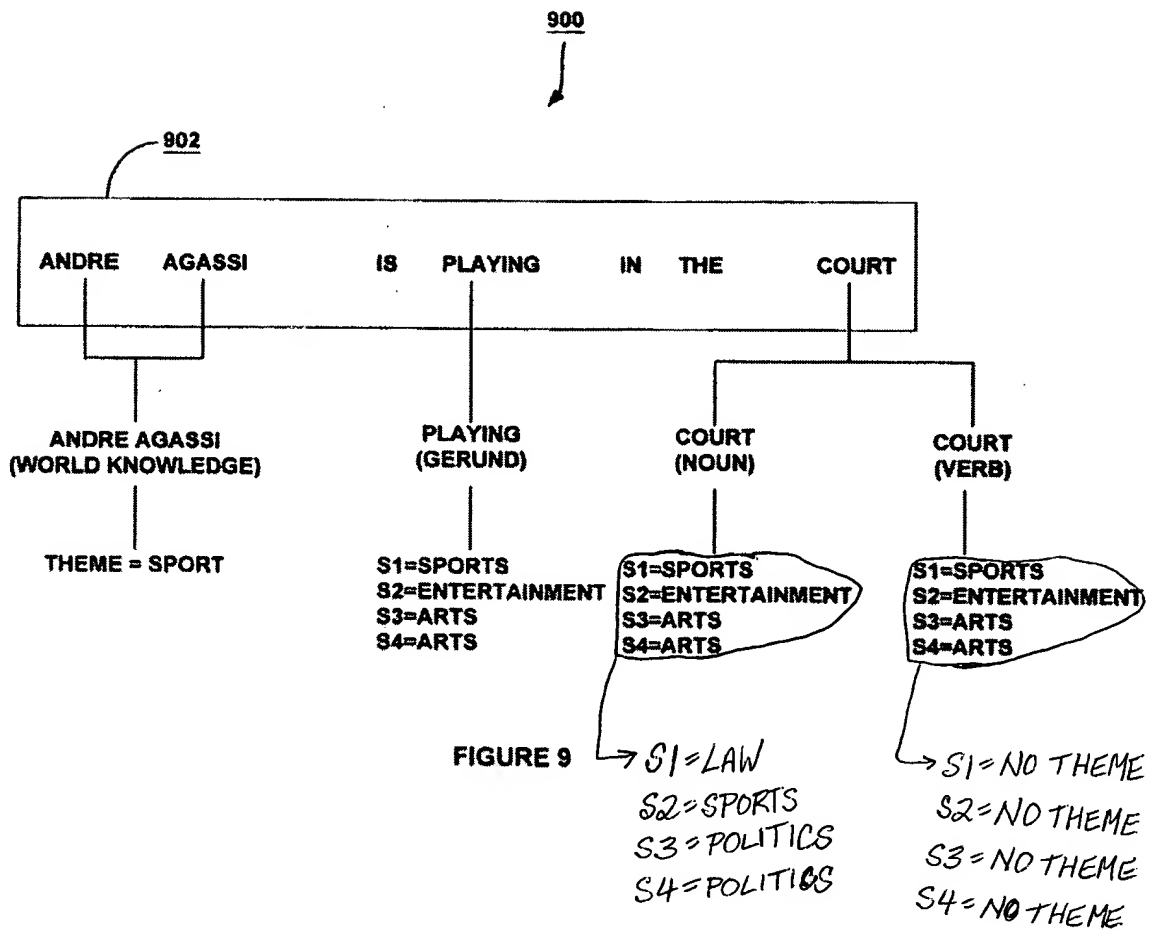 900
902
ANDRE AGASSI IS PLAYING IN THE COURT
ANDRE AGASSI
(WORLD KNOWLEDGE)
THEME = SPORT
PLAYING
(GERUND)
S1=SPORTS
S2=ENTERTAINMENT
S3=ARTS
S4=ARTS
COURT
(NOUN)
S1=SPORTS
S2=ENTERTAINMENT
S3=ARTS
S4=ARTS
COURT
(VERB)
S1=SPORTS
S2=ENTERTAINMENT
S3=ARTS
S4=ARTS
FIGURE 9
S1=LAW
S2=SPORTS
S3=POLITICS
S4=POLITICS
S1=NO THEME
S2=NO THEME
S3=NO THEME
S4=NO THEME